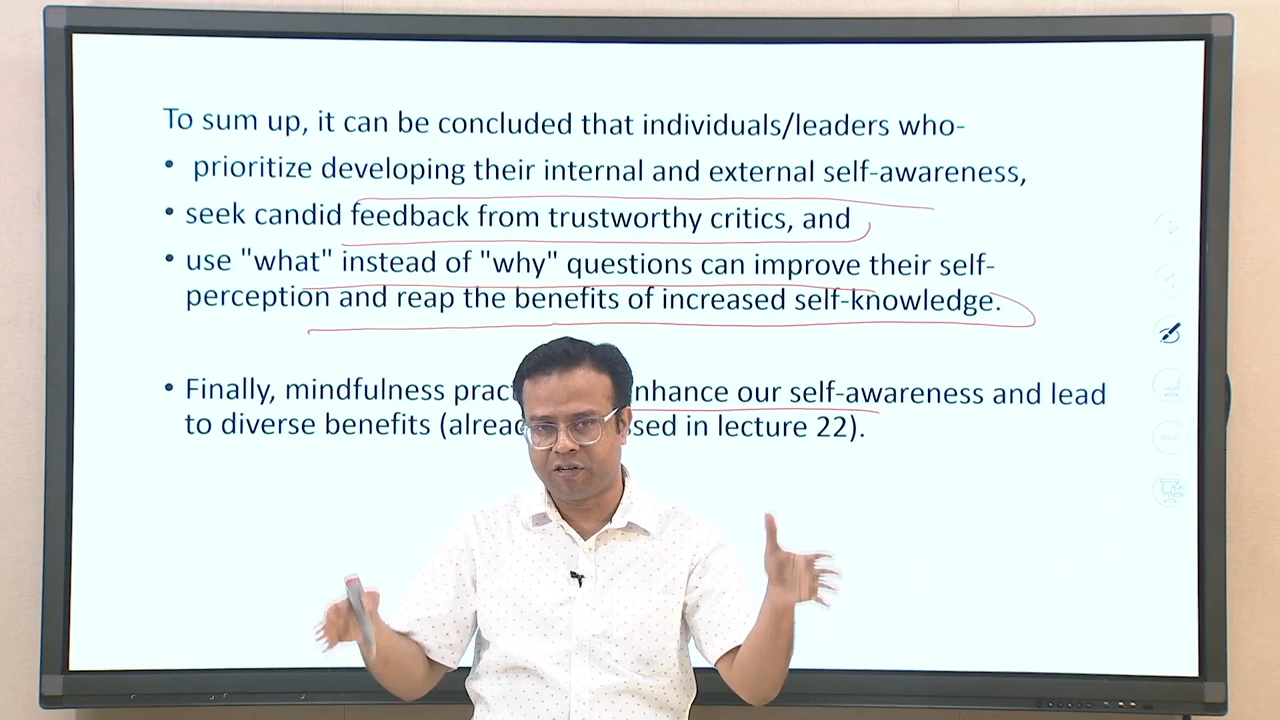 To sum up, it can be concluded that individuals/leaders who-
• prioritize developing their internal and external self-awareness,
• seek candid feedback from trustworthy critics, and
• use "what" instead of "why" questions can improve their self-
perception and reap the benefits of increased self-knowledge.
• Finally, mindfulness our self-awareness and lead
to diverse benefits in lecture 22).